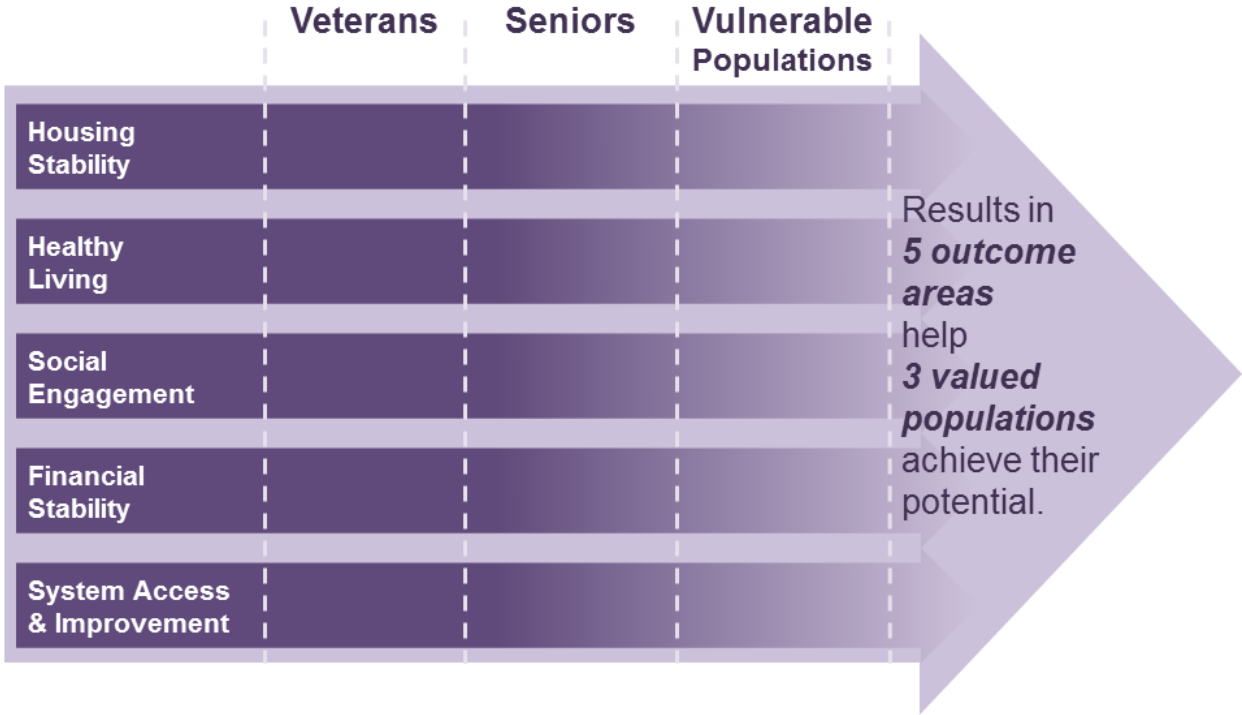 Veterans
Seniors
Vulnerable
Populations
Housing
Stability
Healthy
Living
Social
Engagement
Financial
Stability
System Access
& Improvement
Results in
5 outcome
areas
help
3 valued
populations
achieve their
potential.